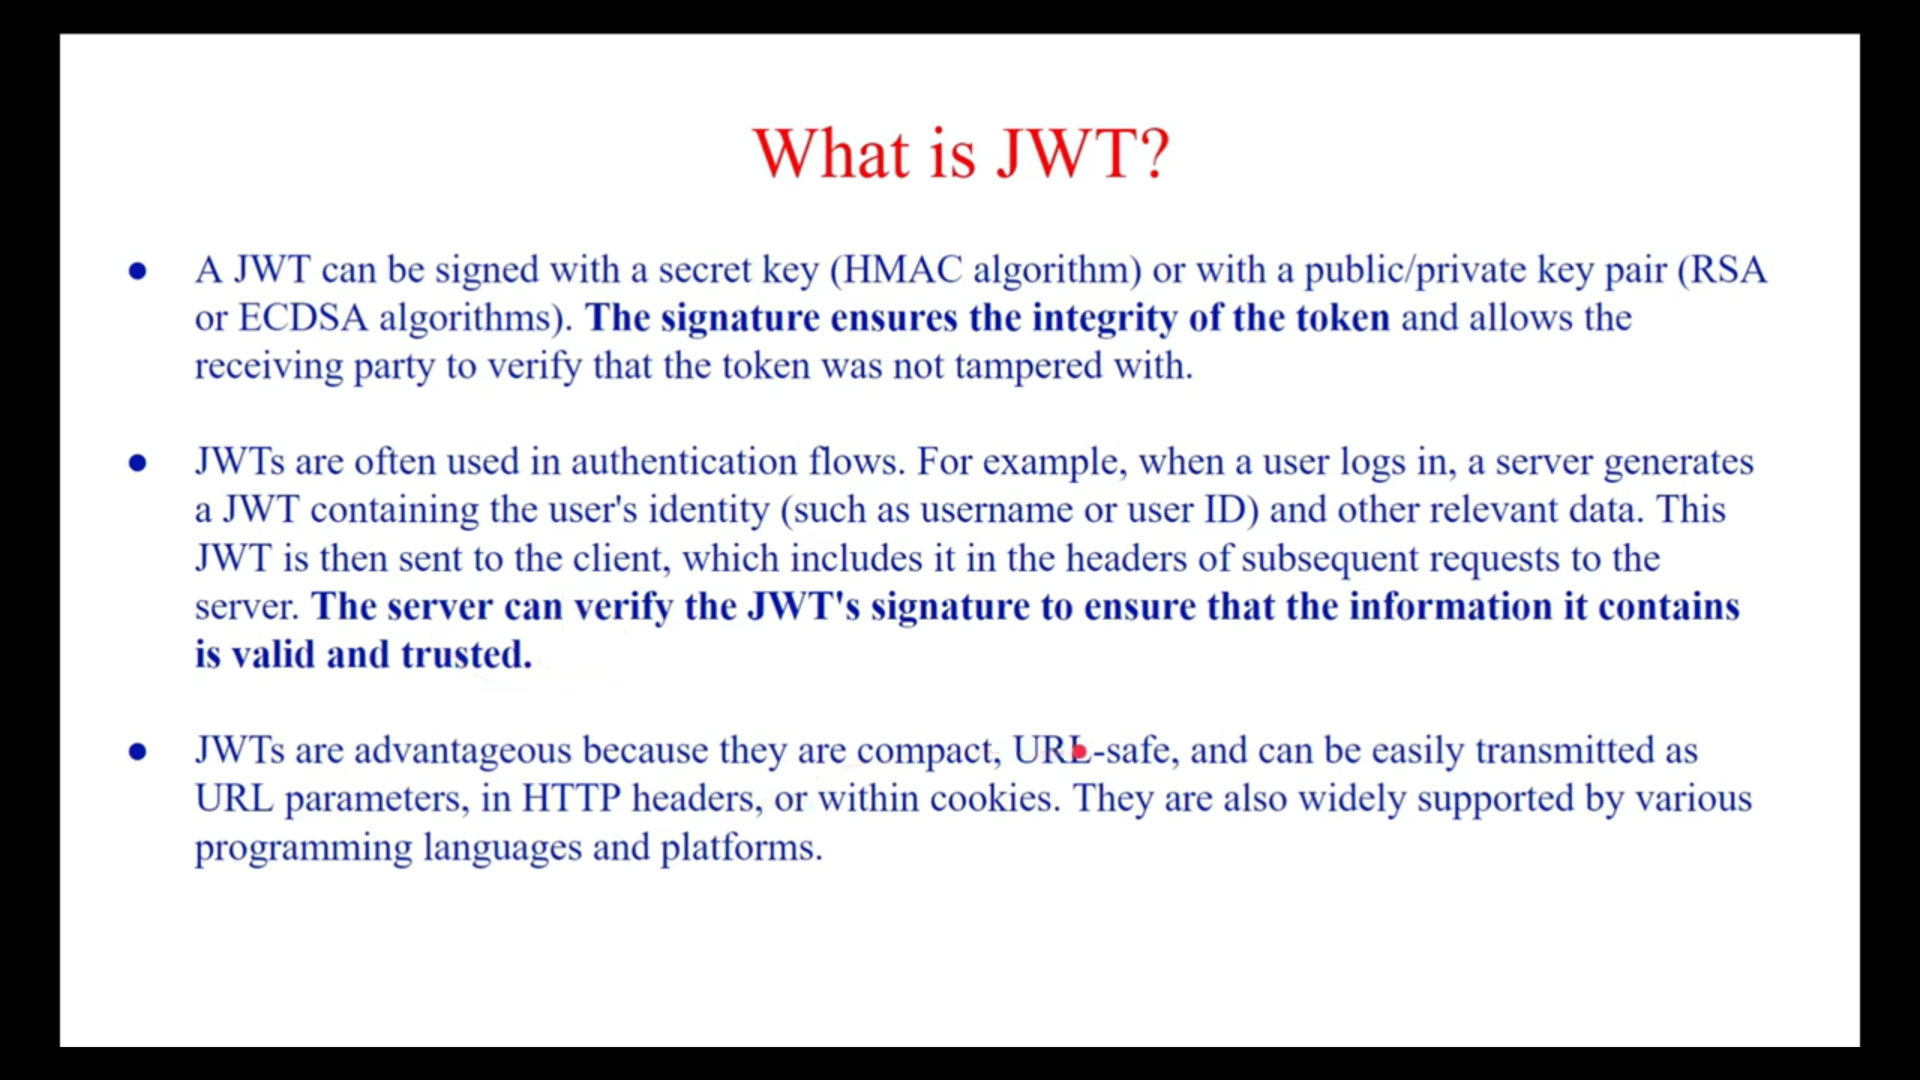 What is JWT?
● A JWT can be signed with a secret key (HMAC algorithm) or with a public/private key pair (RSA
or ECDSA algorithms). The signature ensures the integrity of the token and allows the
receiving party to verify that the token was not tampered with.
● JWTs are often used in authentication flows. For example, when a user logs in, a server generates
a JWT containing the user's identity (such as username or user ID) and other relevant data. This
JWT is then sent to the client, which includes it in the headers of subsequent requests to the
server. The server can verify the JWT's signature to ensure that the information it contains
is valid and trusted.
● JWTs are advantageous because they are compact, URL-safe, and can be easily transmitted as
URL parameters, in HTTP headers, or within cookies. They are also widely supported by various
programming languages and platforms.